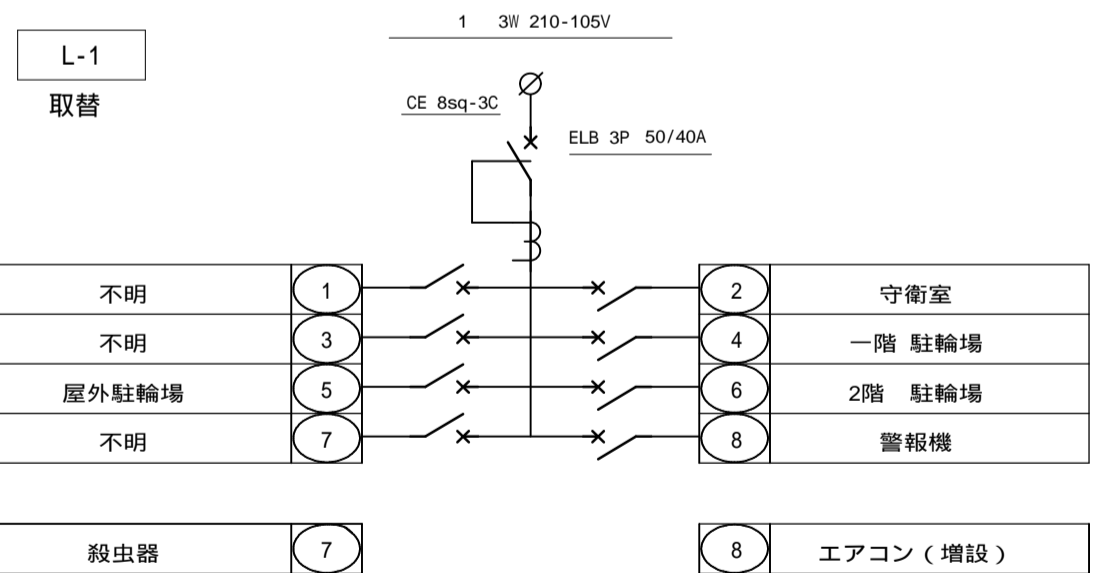 1 3W 210-105V
L-1
取替
CE 8sq-3C
ELB 3P 50/40A
不明 1 2 守衛室
不明 3 4 一階 駐輪場
屋外駐輪場 5 6 2階 駐輪場
不明 7 8 警報機
殺虫器 7 8 エアコン(増設)